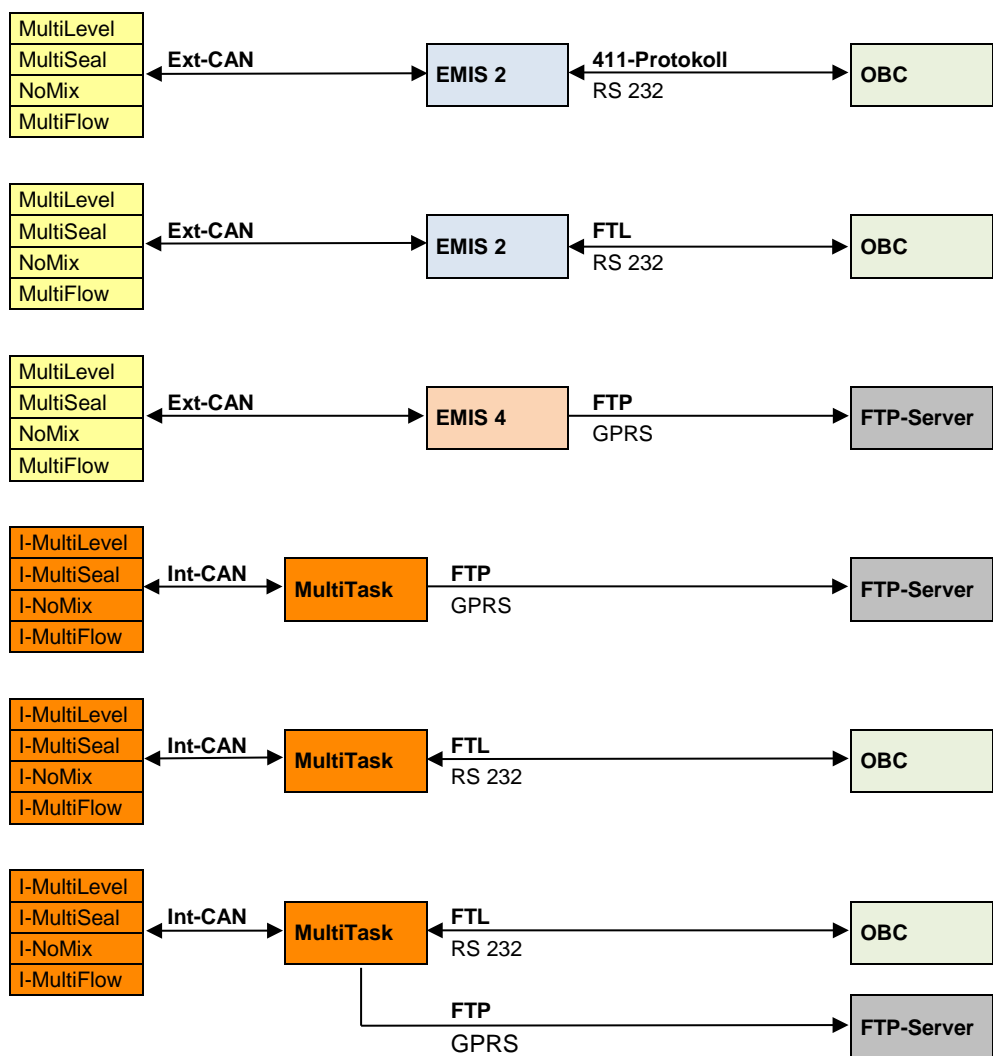 MultiLevel
MultiSeal
NoMix
MultiFlow
Ext-CAN
EMIS 2
411-Protokoll
RS 232
OBC
MultiLevel
MultiSeal
NoMix
MultiFlow
Ext-CAN
EMIS 2
FTL
RS 232
OBC
MultiLevel
MultiSeal
NoMix
MultiFlow
Ext-CAN
EMIS 4
FTP
GPRS
FTP-Server
I-MultiLevel
I-MultiSeal
I-NoMix
I-MultiFlow
Int-CAN
MultiTask
FTP
GPRS
FTP-Server
I-MultiLevel
I-MultiSeal
I-NoMix
I-MultiFlow
Int-CAN
MultiTask
FTL
RS 232
OBC
I-MultiLevel
I-MultiSeal
I-NoMix
I-MultiFlow
Int-CAN
MultiTask
FTL
RS 232
OBC
FTP
GPRS
FTP-Server